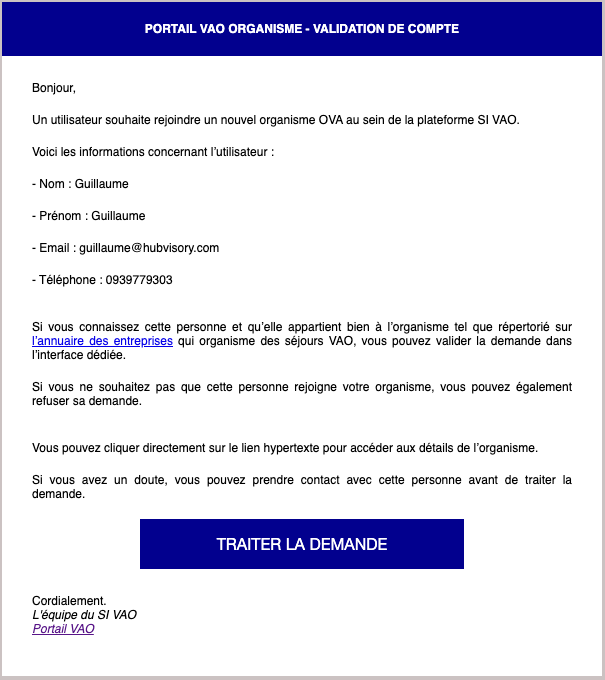 PORTAIL VAO ORGANISME - VALIDATION DE COMPTE
Bonjour,
Un utilisateur souhaite rejoindre un nouvel organisme OVA au sein de la plateforme SI VAO.
Voici les informations concernant l'utilisateur :
- Nom : Guillaume
- Prénom : Guillaume
- Email : guillaume@hubvisory.com
- Téléphone : 0939779303
Si vous connaissez cette personne et qu'elle appartient bien à l'organisme tel que répertorié sur
l'annuaire des entreprises qui organisme des séjours VAO, vous pouvez valider la demande dans
l'interface dédiée.
Si vous ne souhaitez pas que cette personne rejoigne votre organisme, vous pouvez également
refuser sa demande.
Vous pouvez cliquer directement sur le lien hypertexte pour accéder aux détails de l'organisme.
Si vous avez un doute, vous pouvez prendre contact avec cette personne avant de traiter la
demande.
TRAITER LA DEMANDE
Cordialement.
L'équipe du SI VAO
Portail VAO